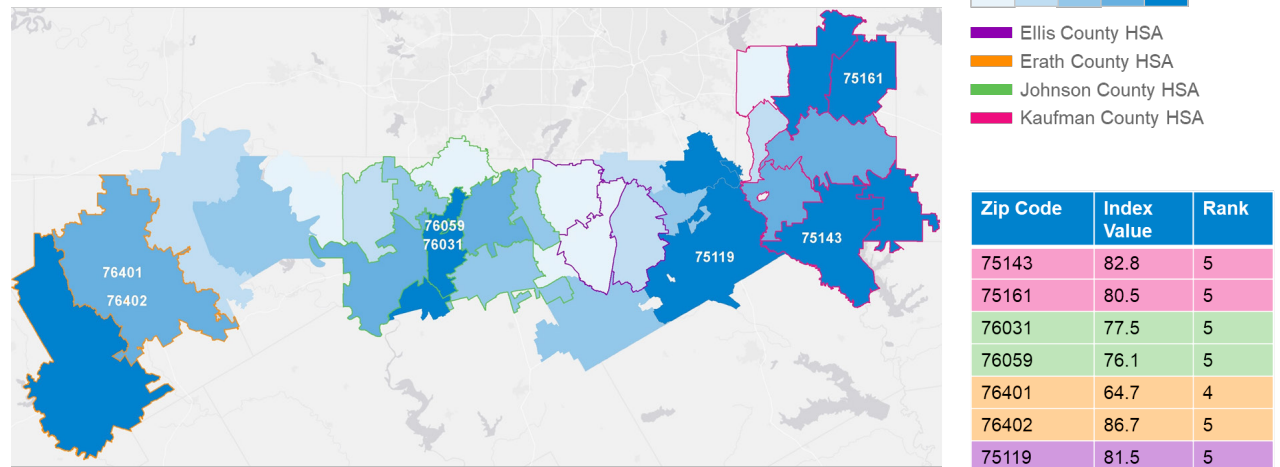 75161
76059
76031
75143
75119
76401
76402
Ellis County HSA
Erath County HSA
Johnson County HSA
Kaufman County HSA
Zip Code Index Value Rank
75143 82.8 5
75161 80.5 5
76031 77.5 5
76059 76.1 5
76401 64.7 4
76402 86.7 5
75119 81.5 5